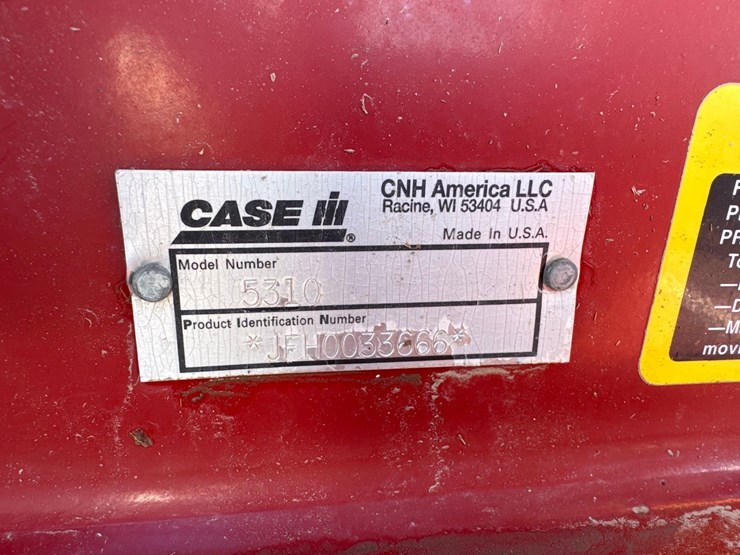 CASE IH®
CNH America LLC
Racine, WI 53404 U.S.A
Made in U.S.A.
Model Number
5310
Product Identification Number
*JFH0033666*